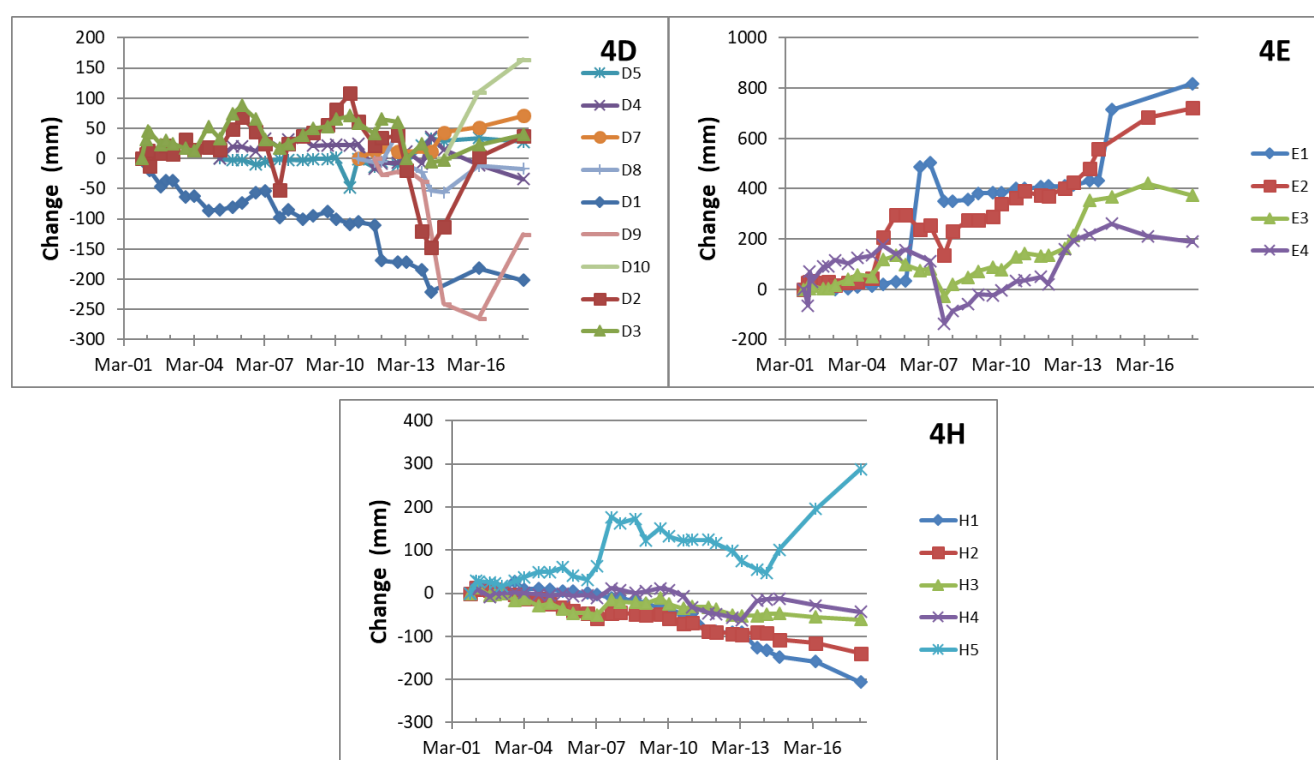 4D
Change (mm)
200
150
100
50
0
-50
-100
-150
-200
-250
-300
Mar-01 Mar-04 Mar-07 Mar-10 Mar-13 Mar-16
D5
D4
D7
D8
D1
D9
D10
D2
D3
4E
Change (mm)
1000
800
600
400
200
0
-200
Mar-01 Mar-04 Mar-07 Mar-10 Mar-13 Mar-16
E1
E2
E3
E4
4H
Change (mm)
400
300
200
100
0
-100
-200
-300
Mar-01 Mar-04 Mar-07 Mar-10 Mar-13 Mar-16
H1
H2
H3
H4
H5